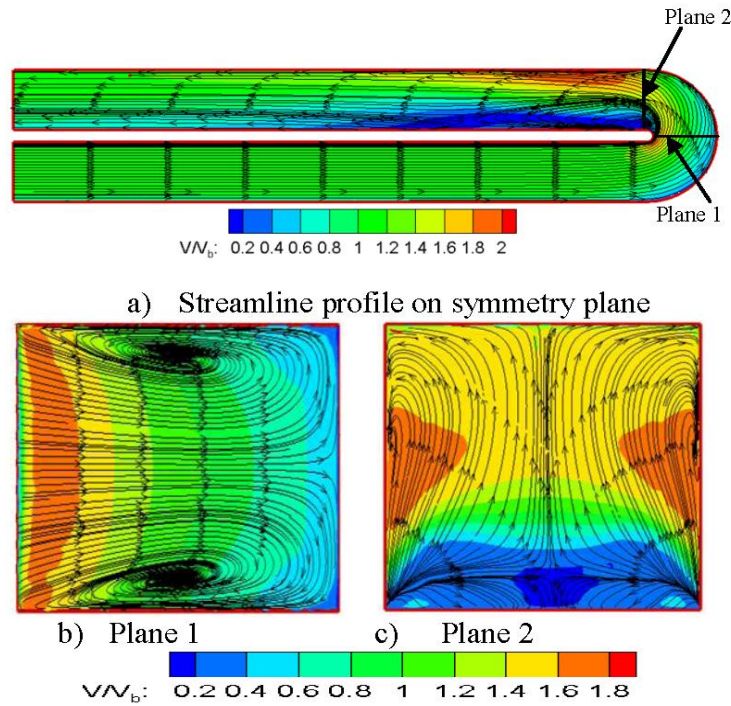 Plane 2
Plane 1
V/Vb: 0.2 0.4 0.6 0.8 1 1.2 1.4 1.6 1.8 2
a) Streamline profile on symmetry plane
b) Plane 1 c) Plane 2
V/Vb: 0.2 0.4 0.6 0.8 1 1.2 1.4 1.6 1.8